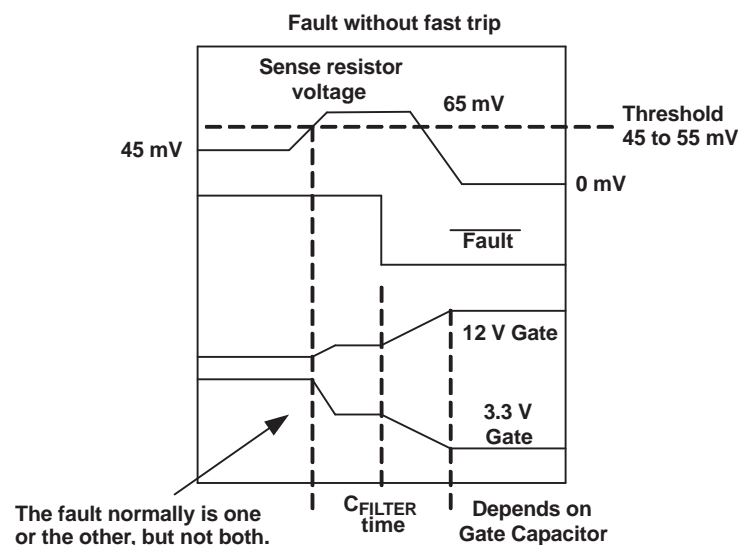 Fault without fast trip
Sense resistor
voltage
65 mV
Threshold
45 to 55 mV
45 mV
0 mV
Fault
12 V Gate
3.3 V
Gate
The fault normally is one
or the other, but not both.
CFILTER
time
Depends on
Gate Capacitor